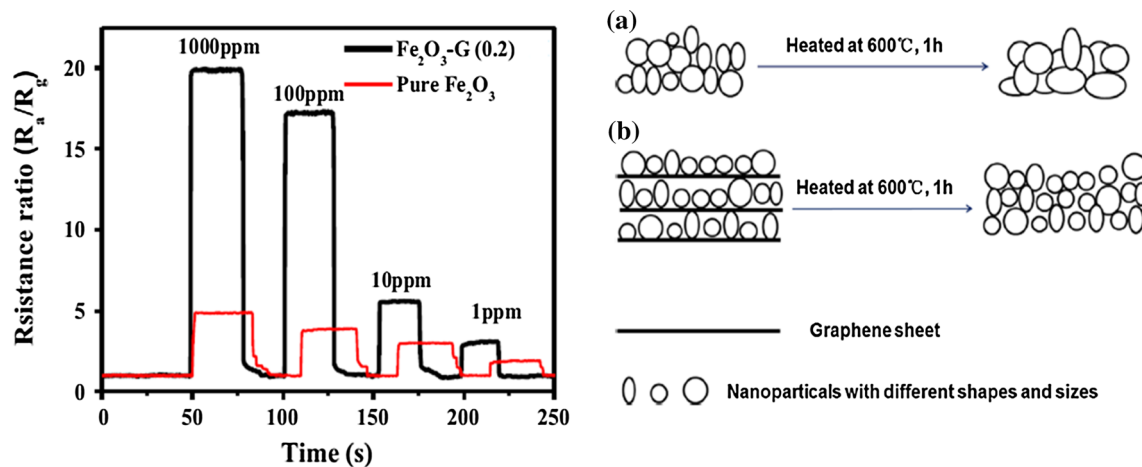 1000ppm
Fe₂O₃-G (0.2)
Pure Fe₂O₃
100ppm
10ppm
1ppm
Rsistance ratio (Rₐ/R_g)
20
15
10
5
0
0
50
100
150
200
250
Time (s)
(a)
Heated at 600℃, 1h
(b)
Heated at 600℃, 1h
Graphene sheet
Nanoparticals with different shapes and sizes